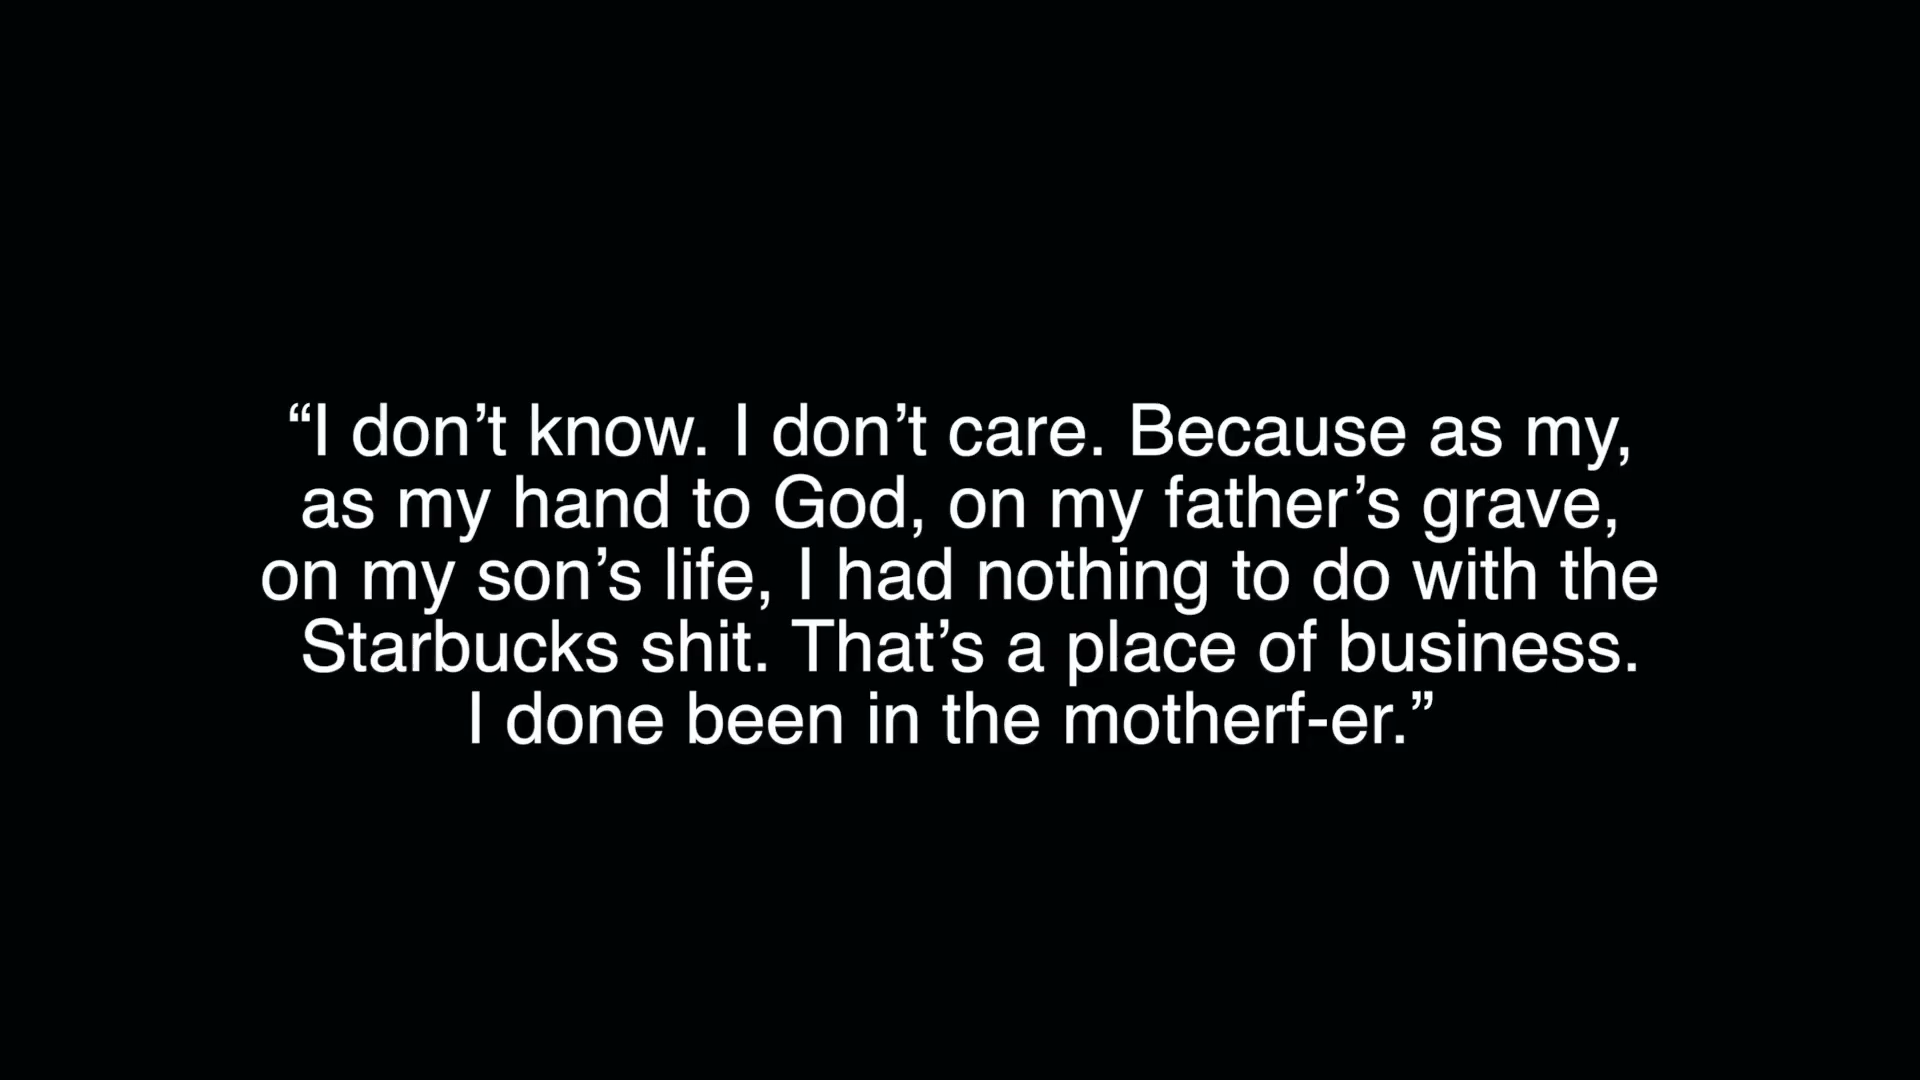 “I don’t know. I don’t care. Because as my,
as my hand to God, on my father’s grave,
on my son’s life, I had nothing to do with the
Starbucks shit. That’s a place of business.
I done been in the motherf-er.”